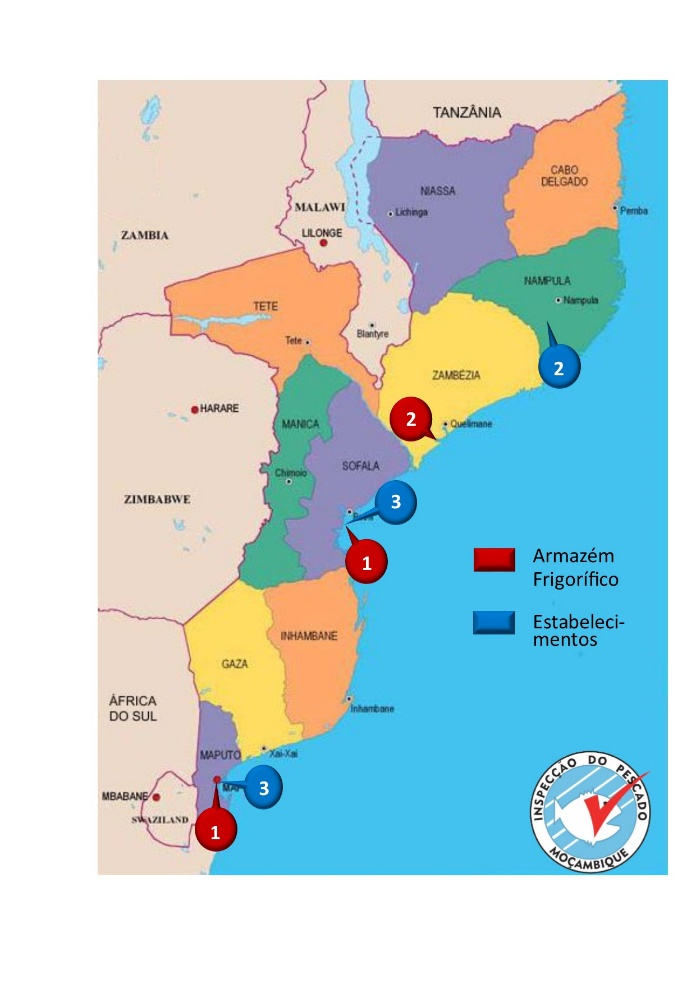 TANZÂNIA
CABO
DELGADO
NIASSA
Lichinga
Pemba
MALAWI
ZAMBIA
LILONGE
NAMPULA
Nampula
TETE
Tete
Blantyre
2
ZAMBÉZIA
HARARE
2
Quelimane
MANICA
SOFALA
Chimoio
ZIMBABWE
3
1
Armazém
Frigorífico
INHAMBANE
Estabeleci-
mentos
GAZA
ÁFRICA
DO SUL
Inhambane
MAPUTO
Xai-Xai
3
MBABANE
SWAZILAND
1
INSPECÇÃO DO PESCADO
MOÇAMBIQUE